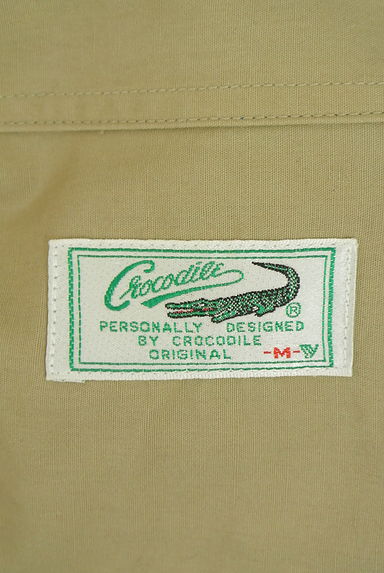 Crocodile
®
PERSONALLY DESIGNED
BY CROCODILE
ORIGINAL -M-